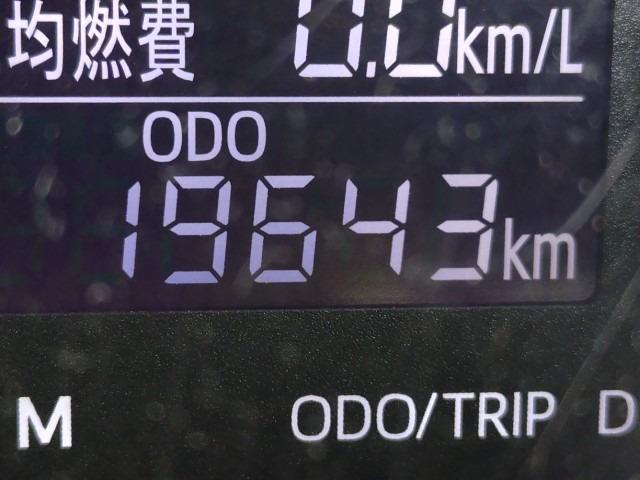 均燃費 0.0km/L
ODO
19643km
M ODO/TRIP D